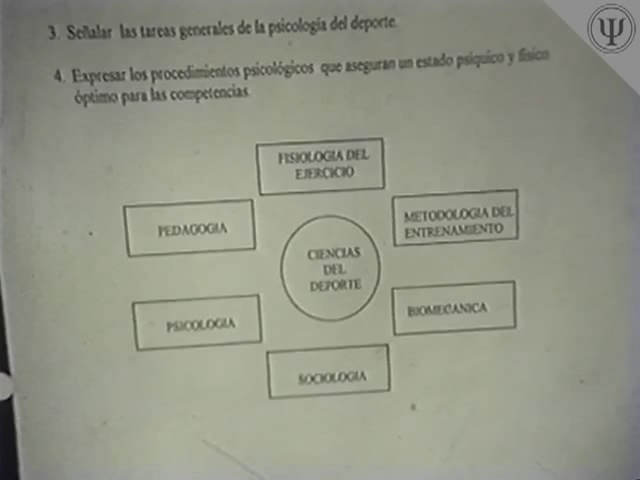 3. Señalar las tareas generales de la psicología del deporte.
4. Expresar los procedimientos psicológicos que aseguran un estado psíquico y físico
óptimo para las competencias.
FISIOLOGIA DEL
EJERCICIO
PEDAGOGIA
METODOLOGIA DEL
ENTRENAMIENTO
CIENCIAS
DEL
DEPORTE
PSICOLOGIA
BIOMECANICA
SOCIOLOGIA
Ψ